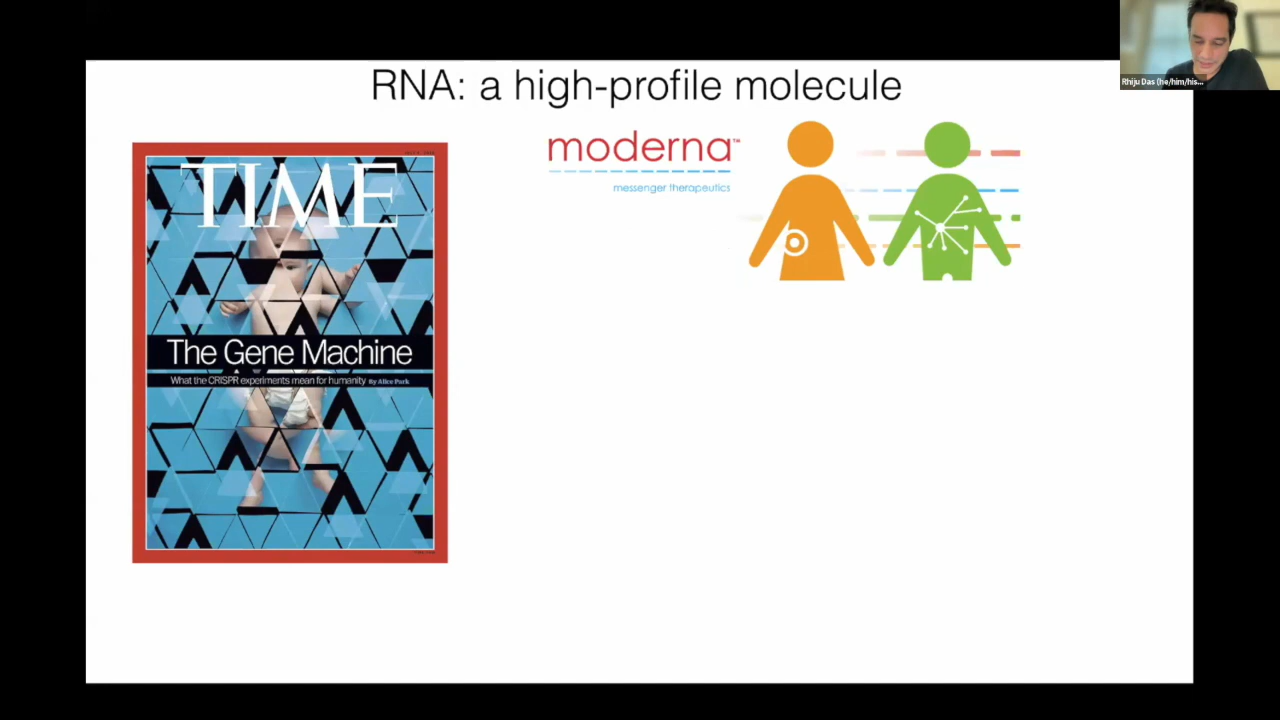 RNA: a high-profile molecule
Rhiju Das (he/him/his...
moderna™
messenger therapeutics
TIME
The Gene Machine
What the CRISPR experiments mean for humanity By Alice Park